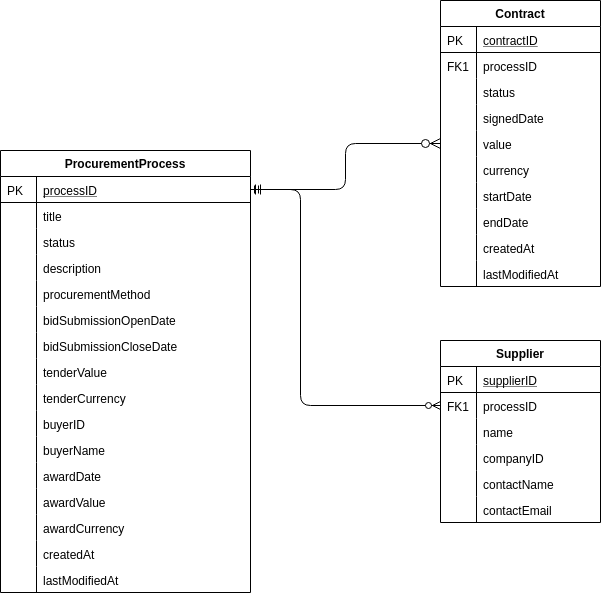 Contract
PK contractID
FK1 processID
status
signedDate
value
currency
startDate
endDate
createdAt
lastModifiedAt
ProcurementProcess
PK processID
title
status
description
procurementMethod
bidSubmissionOpenDate
bidSubmissionCloseDate
tenderValue
tenderCurrency
buyerID
buyerName
awardDate
awardValue
awardCurrency
createdAt
lastModifiedAt
Supplier
PK supplierID
FK1 processID
name
companyID
contactName
contactEmail